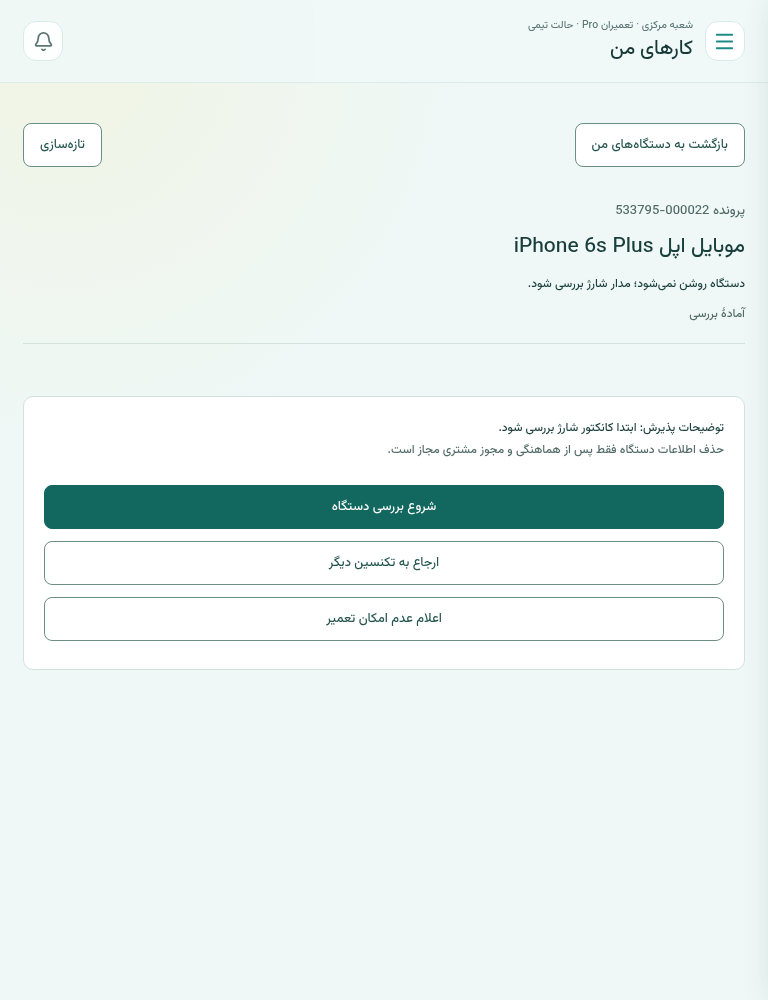 شعبه مرکزی · تعمیران Pro · حالت تیمی
کارهای من
بازگشت به دستگاه‌های من
تازه‌سازی
پرونده 000022-533795
موبایل اپل iPhone 6s Plus
دستگاه روشن نمی‌شود؛ مدار شارژ بررسی شود.
آمادهٔ بررسی
توضیحات پذیرش: ابتدا کانکتور شارژ بررسی شود.
حذف اطلاعات دستگاه فقط پس از هماهنگی و مجوز مشتری مجاز است.
شروع بررسی دستگاه
ارجاع به تکنسین دیگر
اعلام عدم امکان تعمیر